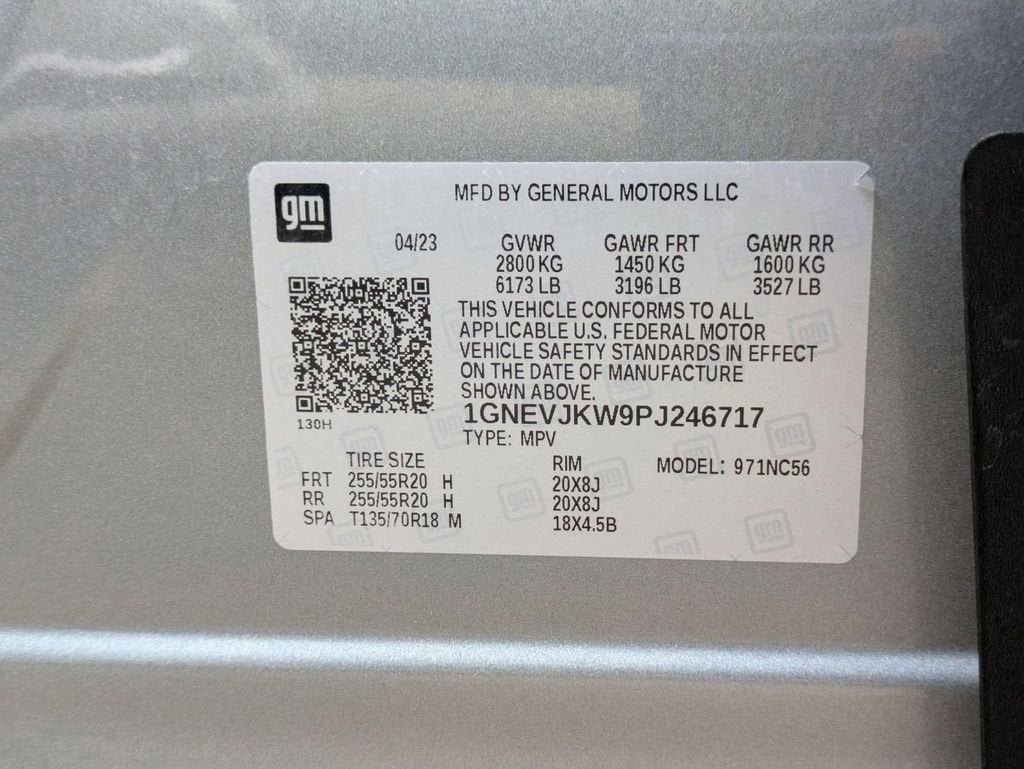 gm
MFD BY GENERAL MOTORS LLC
04/23 GVWR GAWR FRT GAWR RR
2800 KG 1450 KG 1600 KG
6173 LB 3196 LB 3527 LB
THIS VEHICLE CONFORMS TO ALL
APPLICABLE U.S. FEDERAL MOTOR
VEHICLE SAFETY STANDARDS IN EFFECT
ON THE DATE OF MANUFACTURE
SHOWN ABOVE.
130H
1GNEVJKW9PJ246717
TYPE: MPV
TIRE SIZE RIM MODEL: 971NC56
FRT 255/55R20 H 20X8J
RR 255/55R20 H 20X8J
SPA T135/70R18 M 18X4.5B